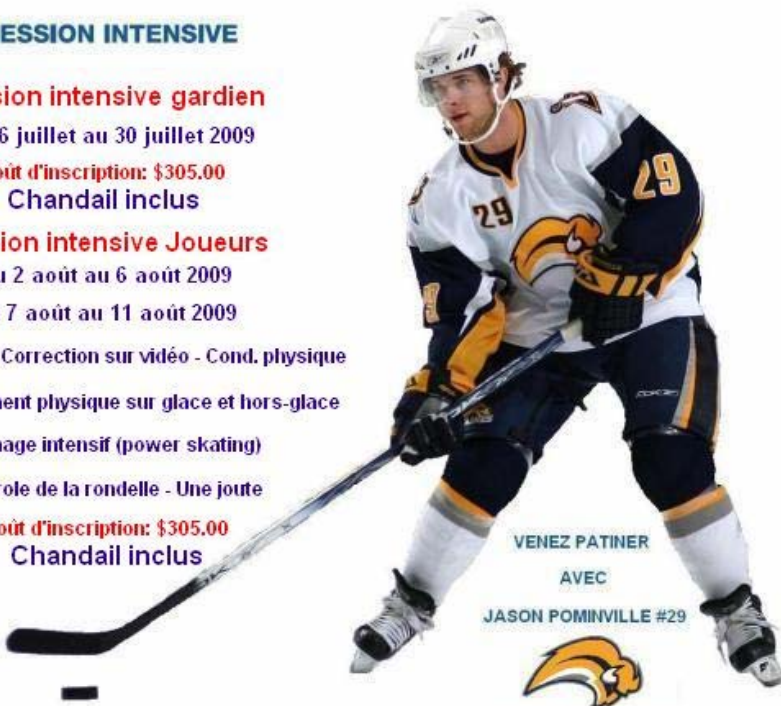 ESSION INTENSIVE
sion intensive gardien
6 juillet au 30 juillet 2009
oût d'inscription: $305.00
Chandail inclus
ion intensive Joueurs
u 2 août au 6 août 2009
7 août au 11 août 2009
Correction sur vidéo - Cond. physique
nent physique sur glace et hors-glace
nage intensif (power skating)
role de la rondelle - Une joute
oût d'inscription: $305.00
Chandail inclus
29
29
VENEZ PATINER
AVEC
JASON POMINVILLE #29